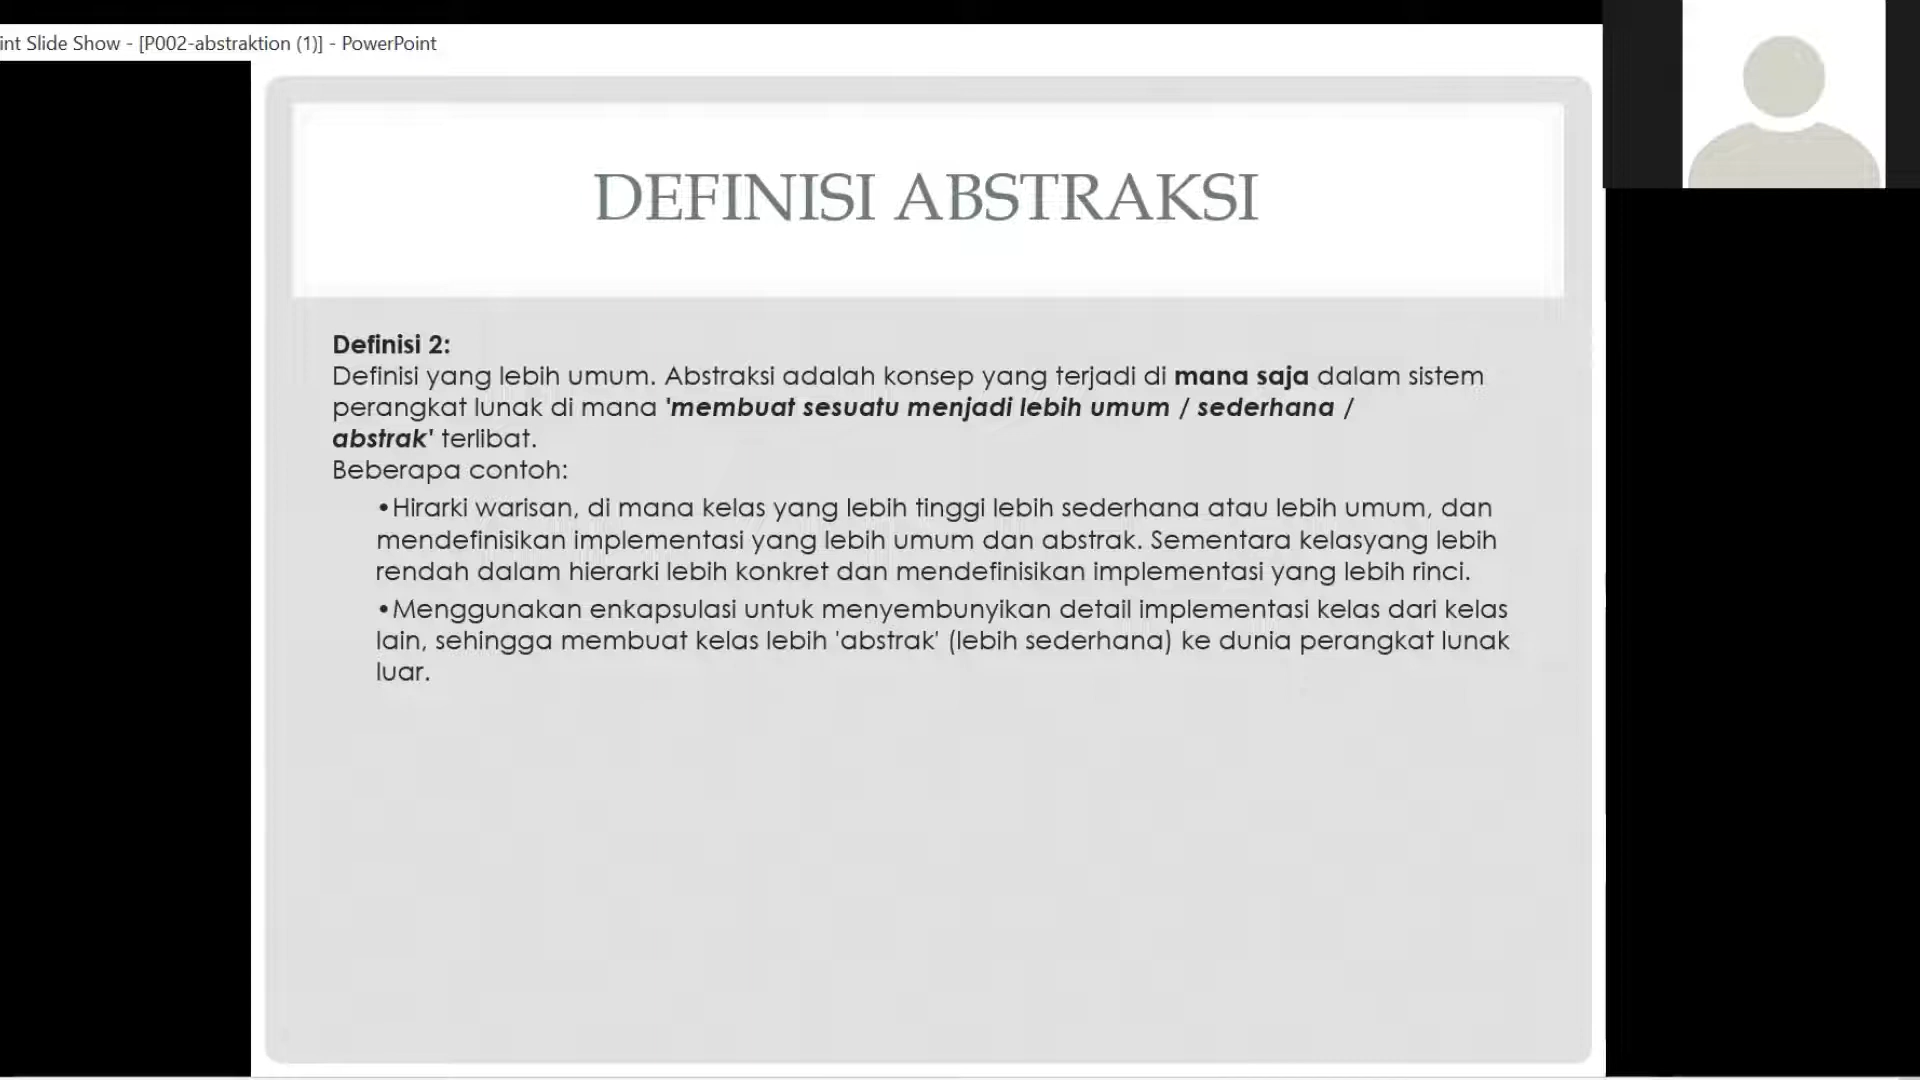 int Slide Show - [P002-abstraktion (1)] - PowerPoint
DEFINISI ABSTRAKSI
Definisi 2:
Definisi yang lebih umum. Abstraksi adalah konsep yang terjadi di mana saja dalam sistem
perangkat lunak di mana 'membuat sesuatu menjadi lebih umum / sederhana /
abstrak' terlibat.
Beberapa contoh:
•Hirarki warisan, di mana kelas yang lebih tinggi lebih sederhana atau lebih umum, dan
mendefinisikan implementasi yang lebih umum dan abstrak. Sementara kelasyang lebih
rendah dalam hierarki lebih konkret dan mendefinisikan implementasi yang lebih rinci.
•Menggunakan enkapsulasi untuk menyembunyikan detail implementasi kelas dari kelas
lain, sehingga membuat kelas lebih 'abstrak' (lebih sederhana) ke dunia perangkat lunak
luar.